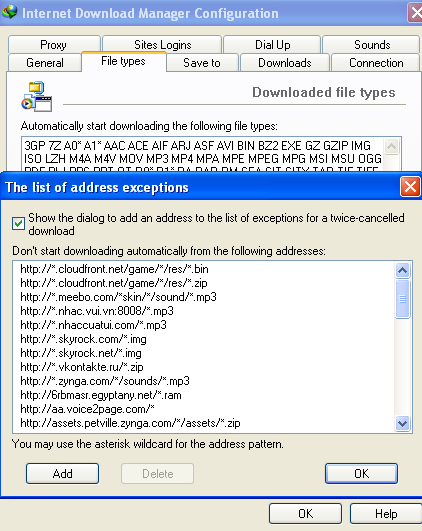 Internet Download Manager Configuration
Proxy
Sites Logins
Dial Up
Sounds
General
File types
Save to
Downloads
Connection
Downloaded file types
Automatically start downloading the following file types:
3GP 7Z A0* A1* AAC ACE AIF ARJ ASF AVI BIN BZ2 EXE GZ GZIP IMG
ISO LZH M4A M4V MOV MP3 MP4 MPA MPE MPEG MPG MSI MSU OGG
The list of address exceptions
Show the dialog to add an address to the list of exceptions for a twice-cancelled
download
Don't start downloading automatically from the following addresses:
http://*.cloudfront.net/game/*/res/*.bin
http://*.cloudfront.net/game/*/res/*.zip
http://*.meebo.com/*skin/*/sound/*.mp3
http://*.nhac.vui.vn:8008/*.mp3
http://*.nhaccuatui.com/*.mp3
http://*.skyrock.com/*.img
http://*.skyrock.net/*.img
http://*.vkontakte.ru/*.zip
http://*.zynga.com/*/sounds/*.mp3
http://6rbmasr.egyptany.net/*.ram
http://aa.voice2page.com/*
http://assets.petville.zynga.com/*/assets/*.zip
You may use the asterisk wildcard for the address pattern.
Add
Delete
OK
OK
Help